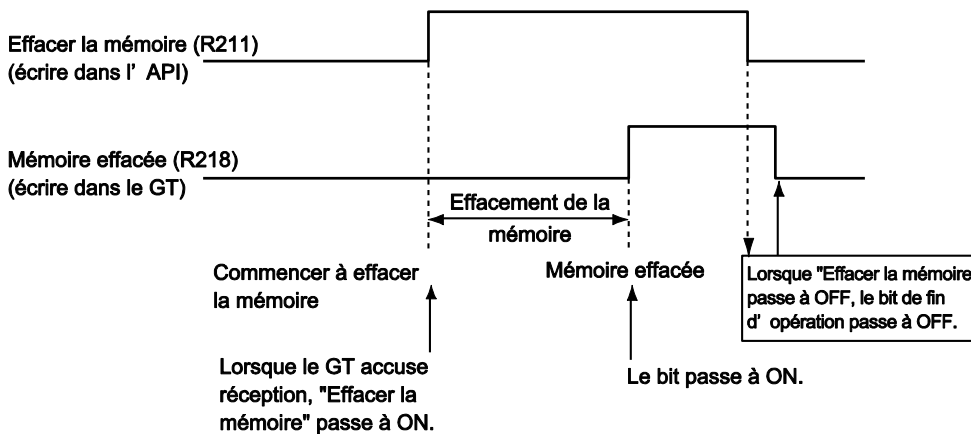 Effacer la mémoire (R211)
(écrire dans l' API)
Mémoire effacée (R218)
(écrire dans le GT)
Effacement de la
mémoire
Commencer à effacer
la mémoire
Mémoire effacée
Lorsque "Effacer la mémoire
passe à OFF, le bit de fin
d' opération passe à OFF.
Lorsque le GT accuse
réception, "Effacer la
mémoire" passe à ON.
Le bit passe à ON.